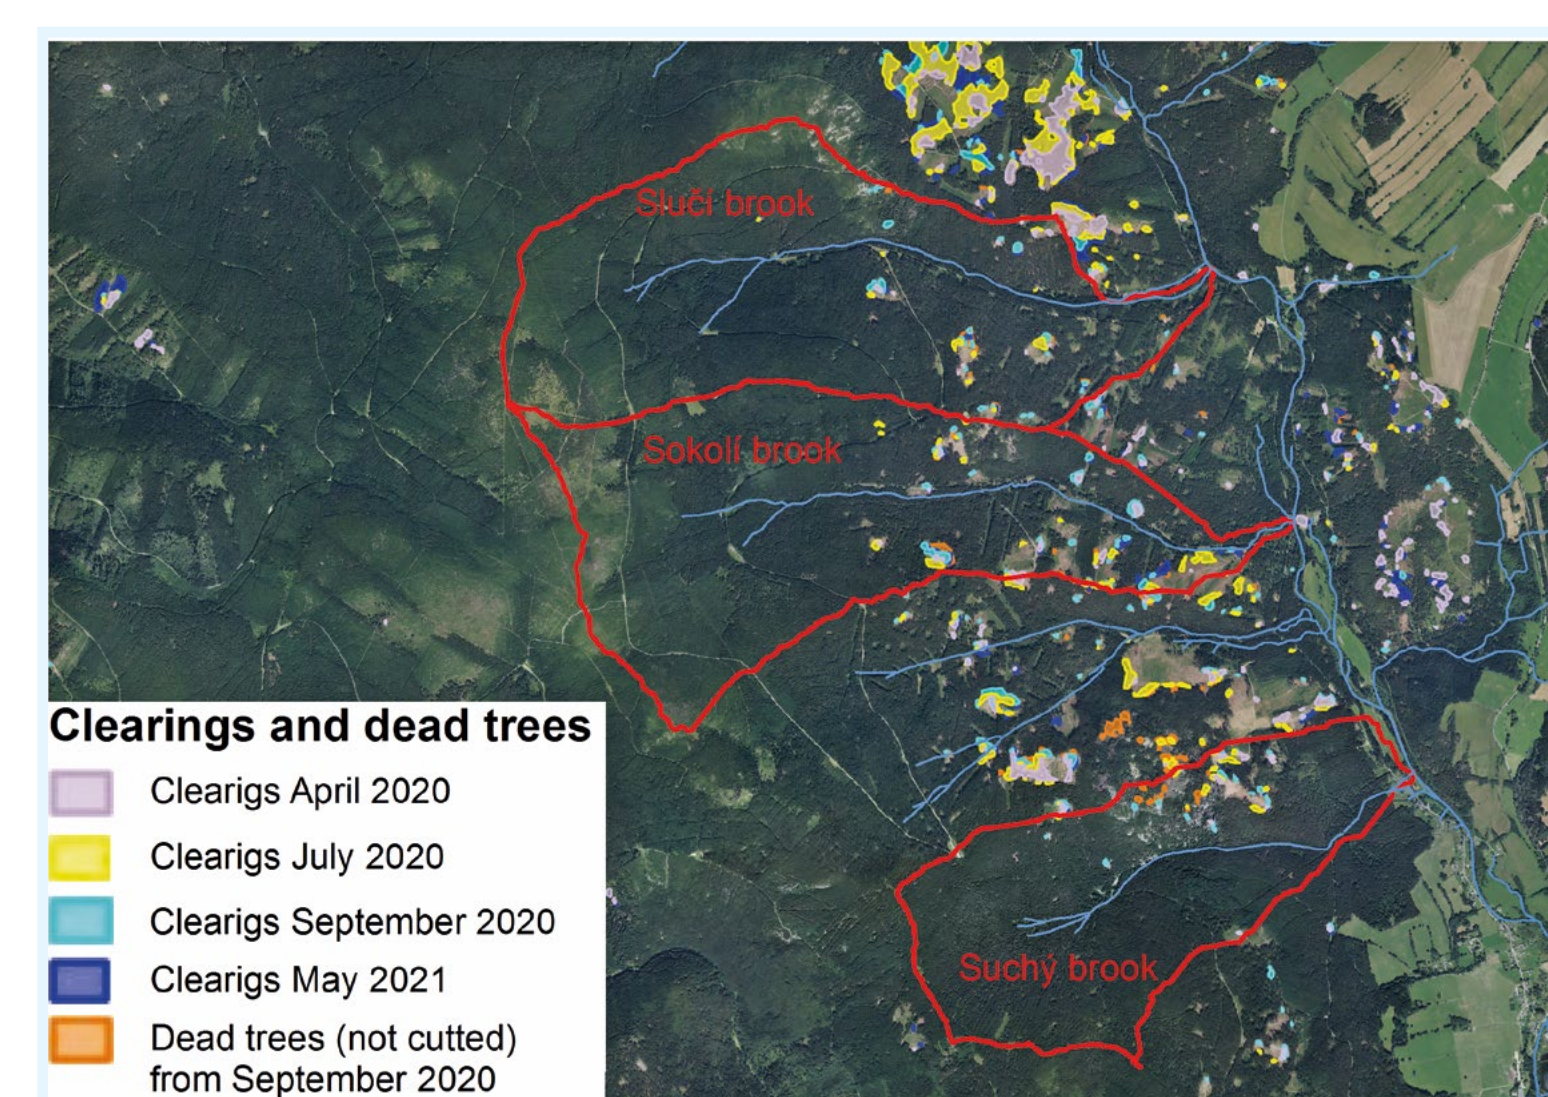 Slučí brook
Sokolí brook
Suchý brook
Clearings and dead trees
Clearigs April 2020
Clearigs July 2020
Clearigs September 2020
Clearigs May 2021
Dead trees (not cutted)
from September 2020